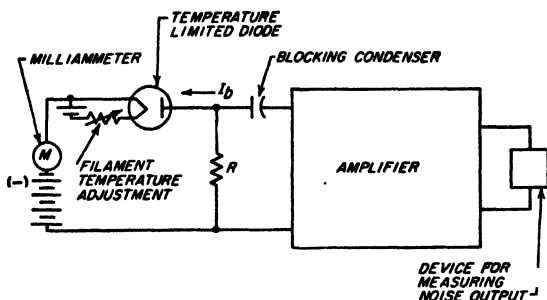 TEMPERATURE
LIMITED DIODE
MILLIAMMETER
BLOCKING CONDENSER
I_b
M
(-)
FILAMENT
TEMPERATURE
ADJUSTMENT
R
AMPLIFIER
DEVICE FOR
MEASURING
NOISE OUTPUT